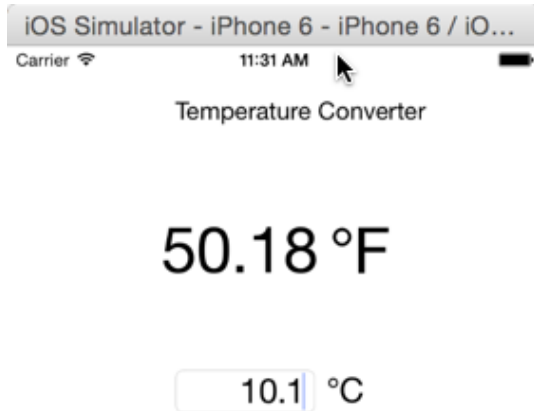 iOS Simulator - iPhone 6 - iPhone 6 / iO...
Carrier 11:31 AM
Temperature Converter
50.18 °F
10.1 °C